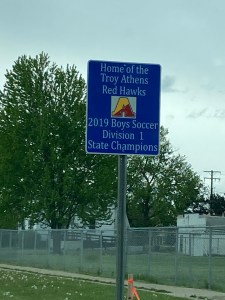 Home of the
Troy Athens
Red Hawks
2019 Boys Soccer
Division 1
State Champions